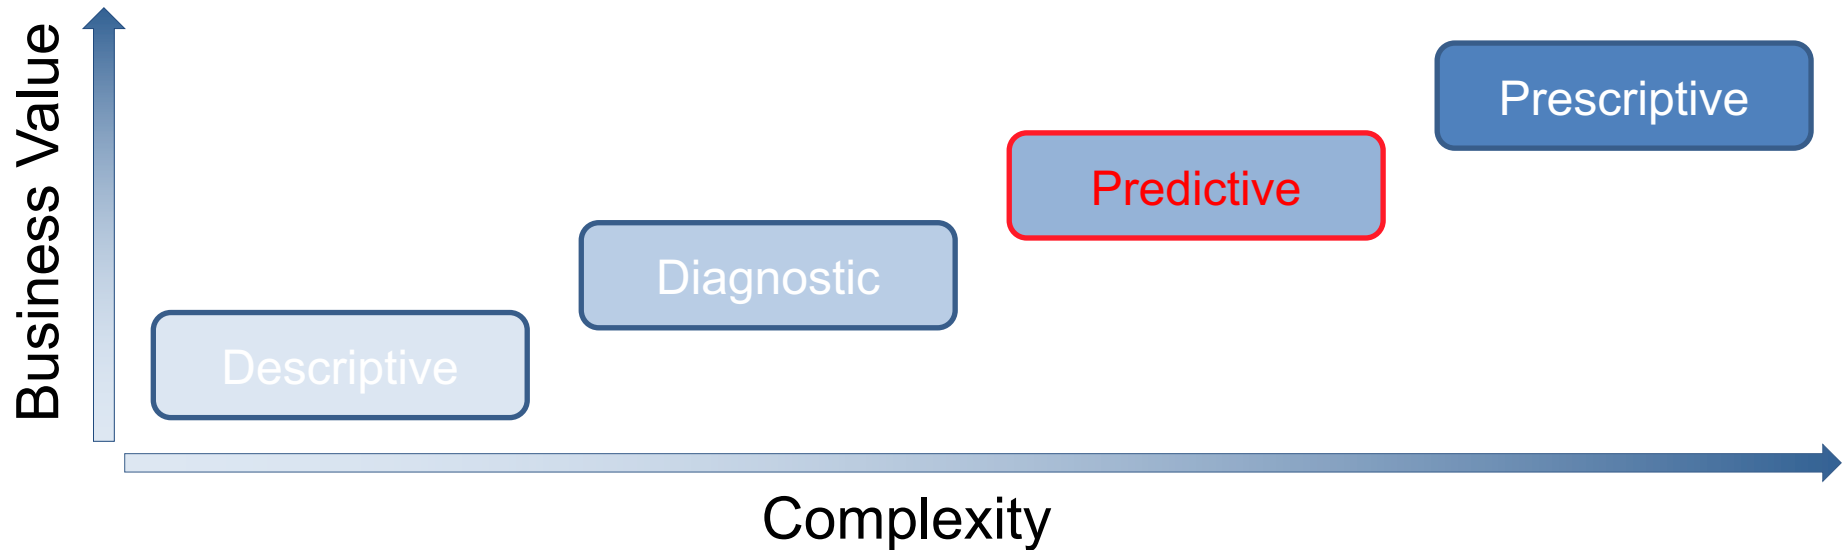 Business Value
Prescriptive
Predictive
Diagnostic
Descriptive
Complexity